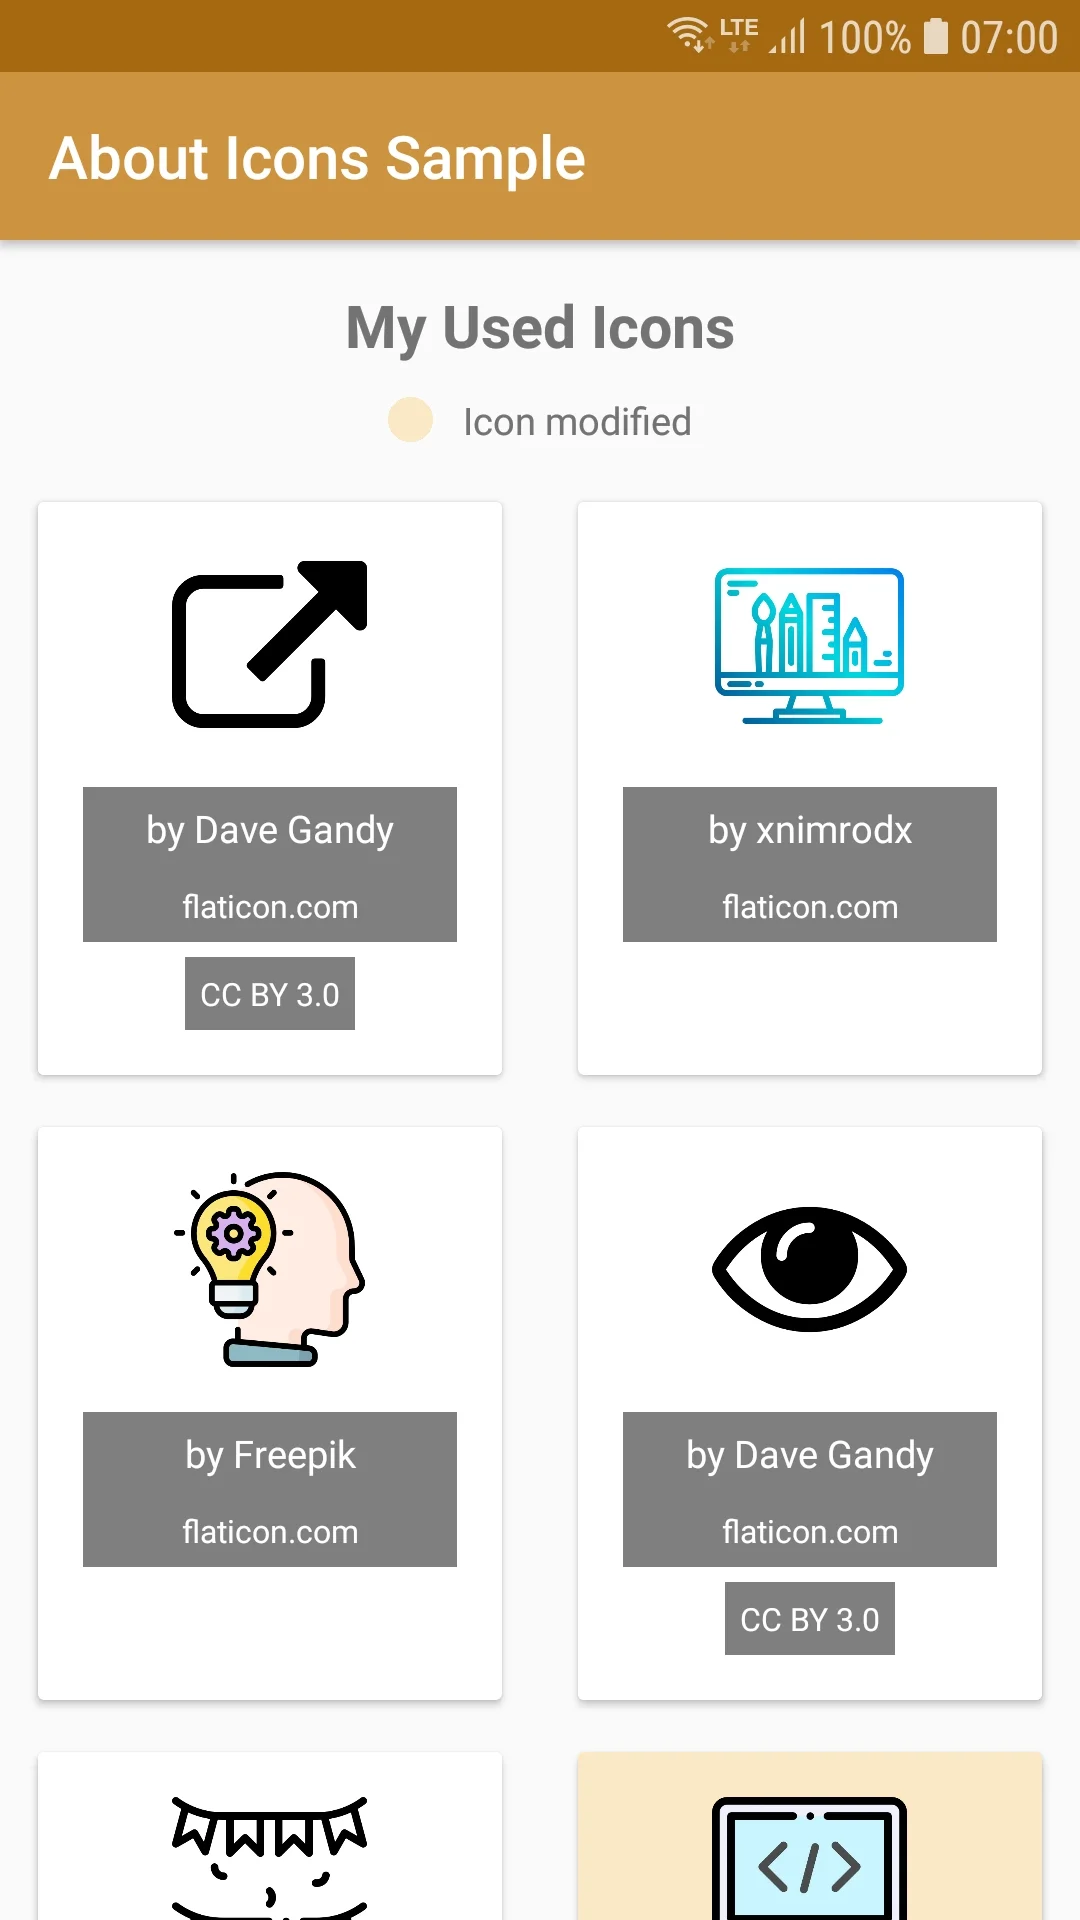 LTE 100% 07:00
About Icons Sample
My Used Icons
Icon modified
by Dave Gandy
flaticon.com
CC BY 3.0
by xnimrodx
flaticon.com
by Freepik
flaticon.com
by Dave Gandy
flaticon.com
CC BY 3.0